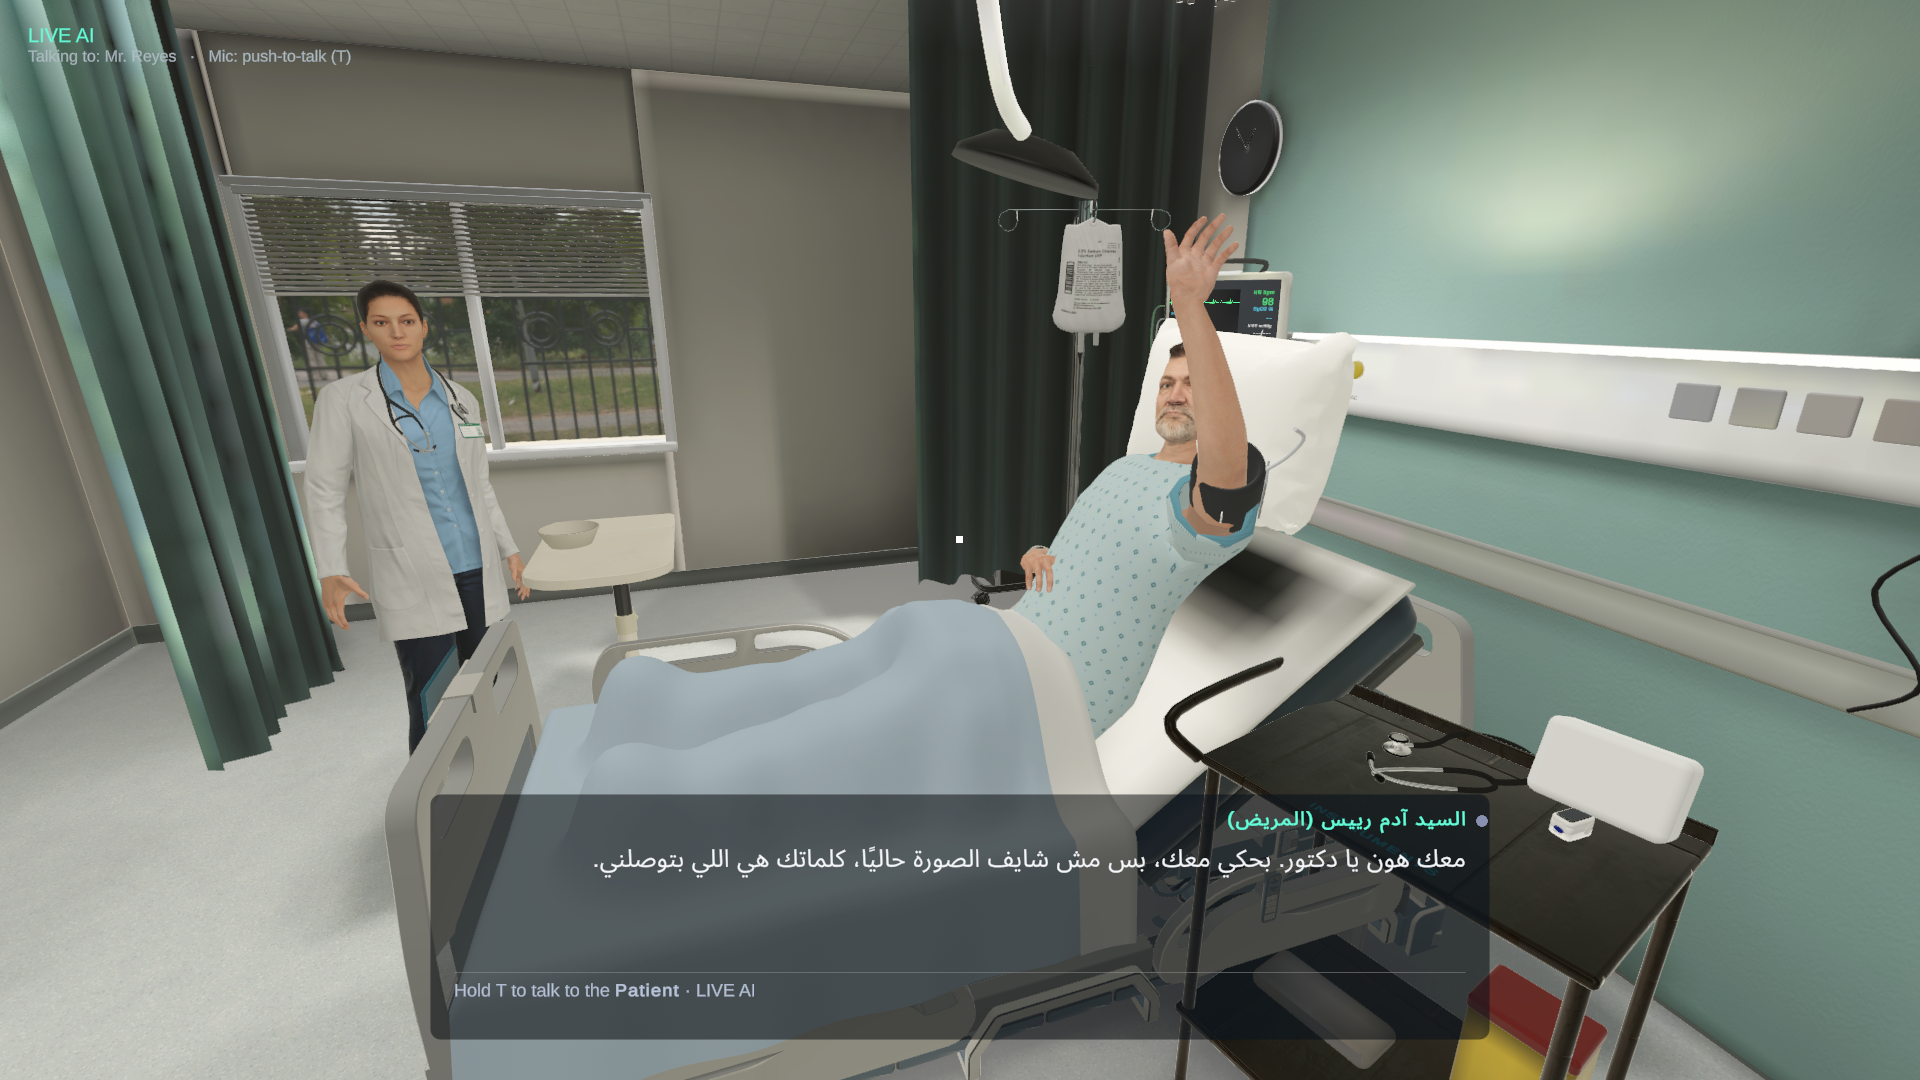 LIVE AI
Talking to: Mr. Reyes · Mic: push-to-talk (T)
98
السيد آدم رييس (المريض)
معك هون يا دكتور. بحكي معك، بس مش شايف الصورة حاليًا، كلماتك هي اللي بتوصلني.
Hold T to talk to the Patient · LIVE AI